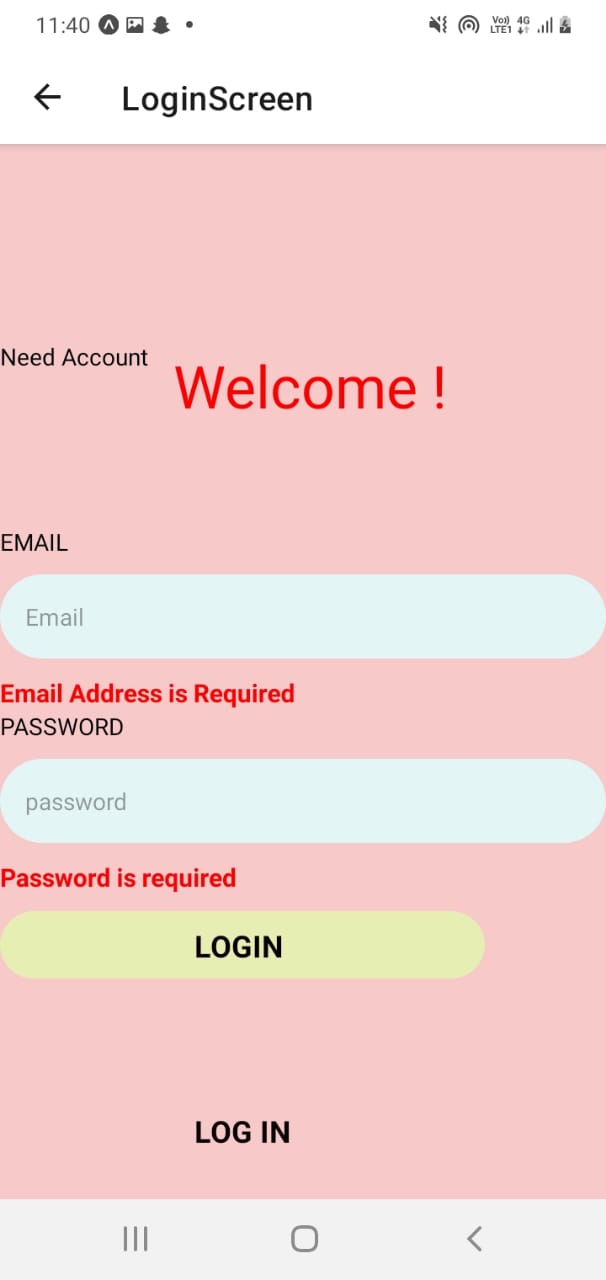 11:40
Vo)) 4G
LTE1
LoginScreen
Need Account
Welcome !
EMAIL
Email
Email Address is Required
PASSWORD
password
Password is required
LOGIN
LOG IN